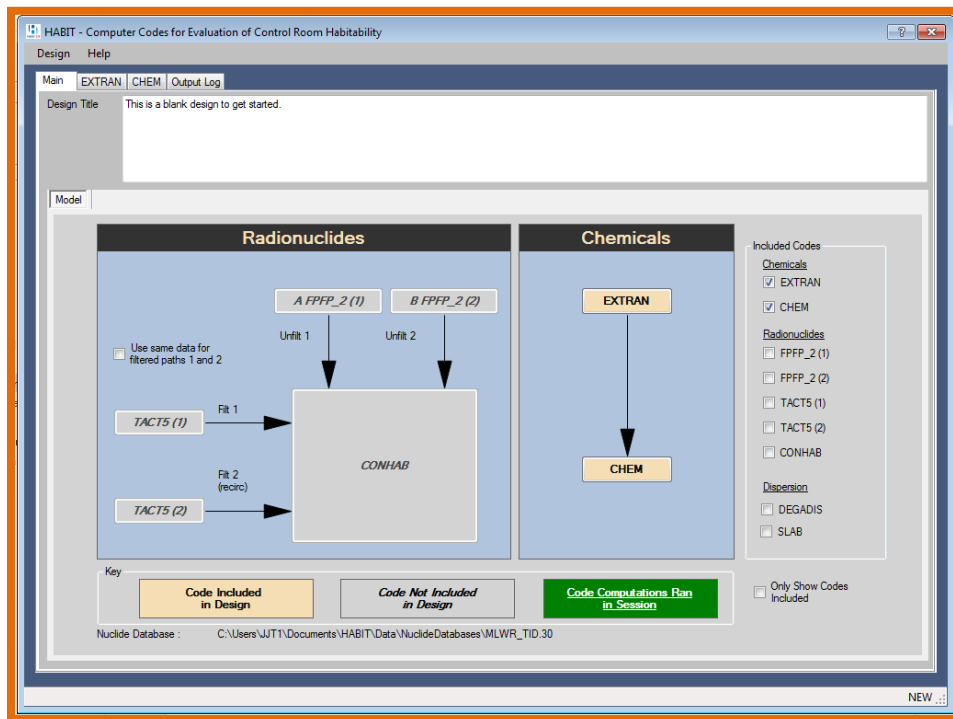 HABIT - Computer Codes for Evaluation of Control Room Habitability
Design Help
Main EXTRAN CHEM Output Log
Design Title
This is a blank design to get started.
Model
Radionuclides
A FPFP_2 (1)
B FPFP_2 (2)
Unfilt 1
Unfilt 2
Use same data for
filtered paths 1 and 2
TACT5 (1)
Filt 1
CONHAB
Filt 2
(recirc)
TACT5 (2)
Chemicals
EXTRAN
CHEM
Included Codes
Chemicals
EXTRAN
CHEM
Radionuclides
FPFP_2 (1)
FPFP_2 (2)
TACT5 (1)
TACT5 (2)
CONHAB
Dispersion
DEGADIS
SLAB
Only Show Codes
Included
Key
Code Included
in Design
Code Not Included
in Design
Code Computations Ran
in Session
Nuclide Database : C:\Users\JJT1\Documents\HABIT\Data\NuclideDatabases\MLWR_TID.30
NEW